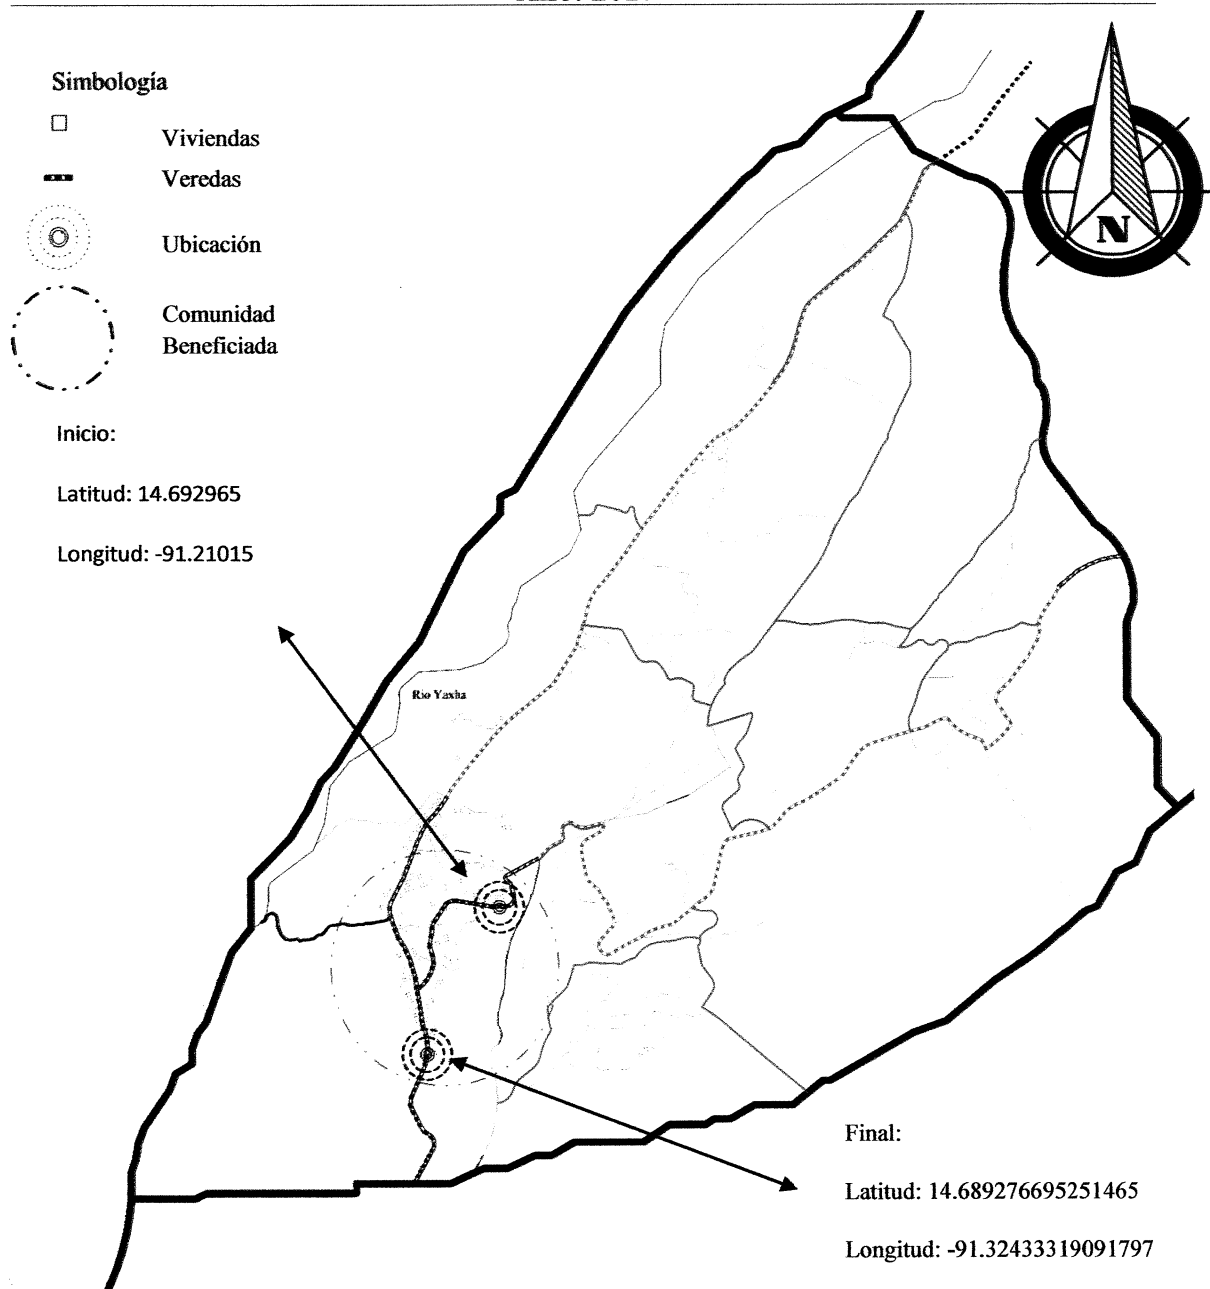 Simbología
Viviendas
Veredas
Ubicación
Comunidad
Beneficiada
Inicio:
Latitud: 14.692965
Longitud: -91.21015
N
Rio Yaxha
Final:
Latitud: 14.689276695251465
Longitud: -91.32433319091797